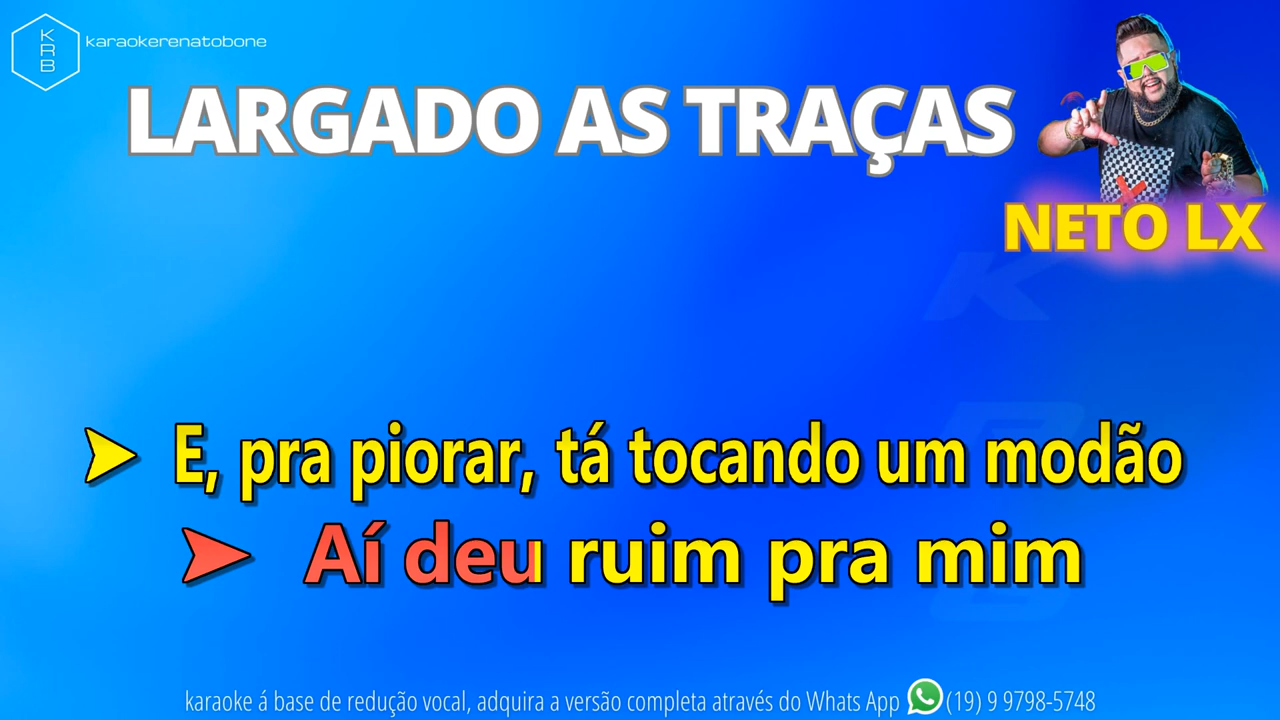 KRB
karaokerenatobone
LARGADO AS TRAÇAS
NETO LX
K
B
➤ E, pra piorar, tá tocando um modão
➤ Aí deu ruim pra mim
karaoke á base de redução vocal, adquira a versão completa através do Whats App (19) 9 9798-5748